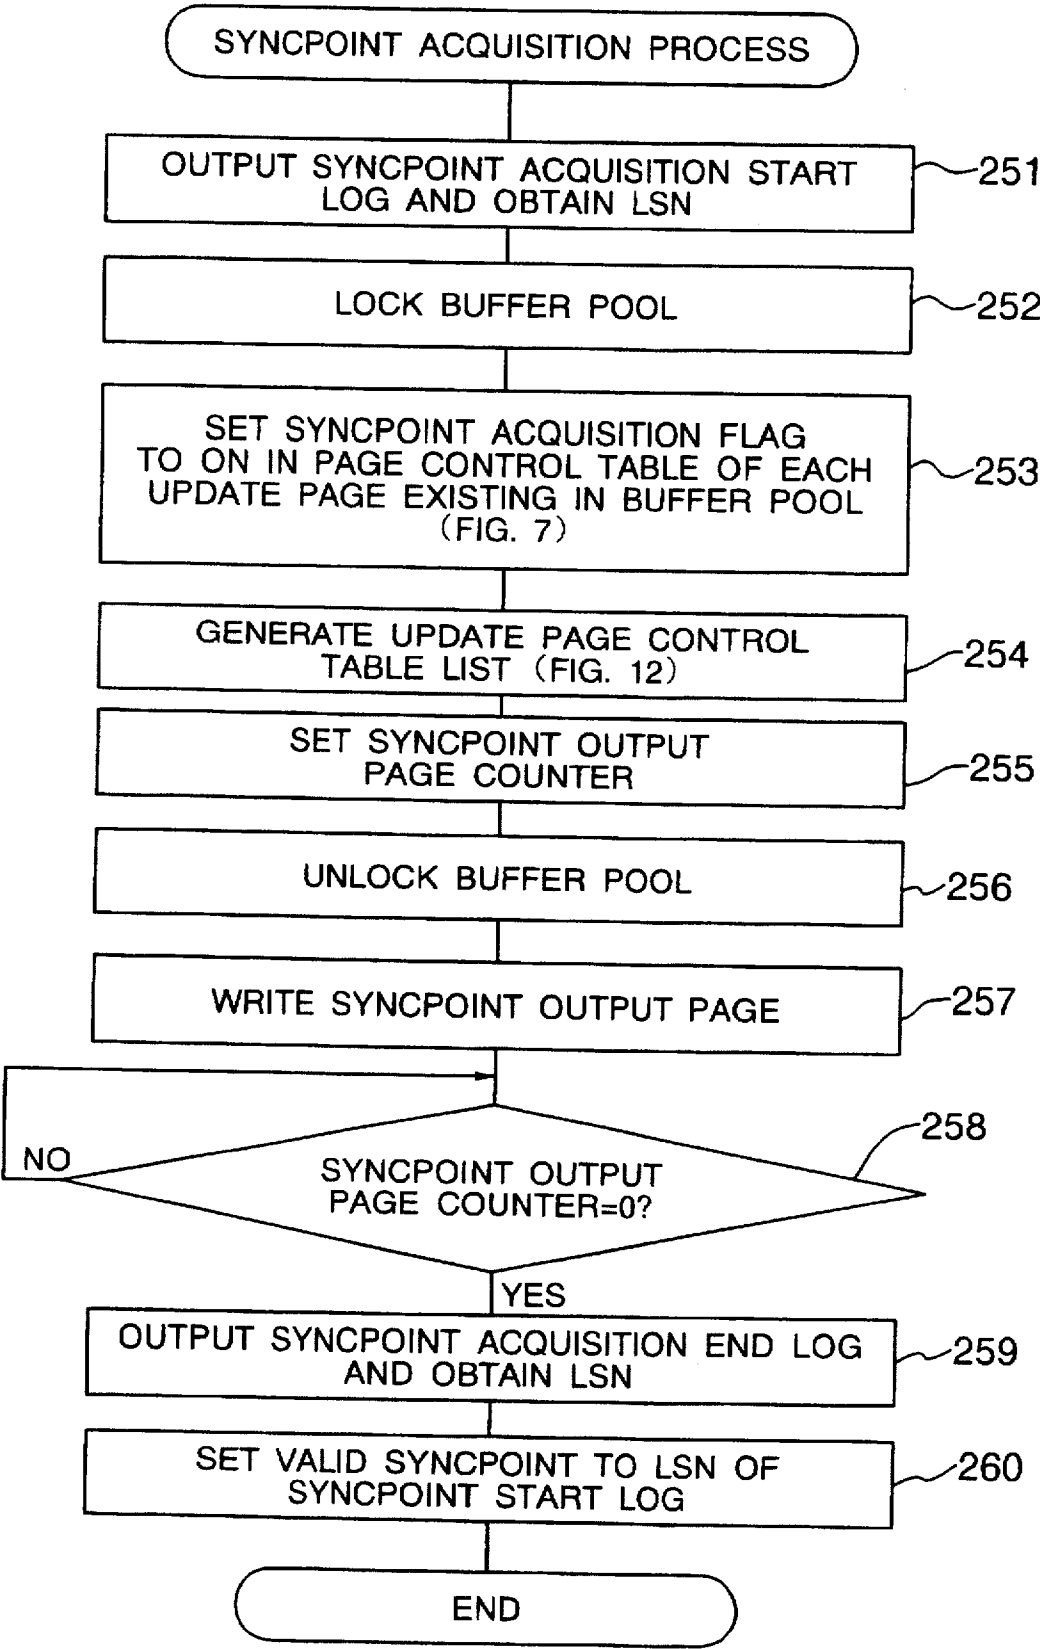 SYNCPOINT ACQUISITION PROCESS
OUTPUT SYNCPOINT ACQUISITION START
LOG AND OBTAIN LSN
251
LOCK BUFFER POOL
252
SET SYNCPOINT ACQUISITION FLAG
TO ON IN PAGE CONTROL TABLE OF EACH
UPDATE PAGE EXISTING IN BUFFER POOL
(FIG. 7)
253
GENERATE UPDATE PAGE CONTROL
TABLE LIST (FIG. 12)
254
SET SYNCPOINT OUTPUT
PAGE COUNTER
255
UNLOCK BUFFER POOL
256
WRITE SYNCPOINT OUTPUT PAGE
257
258
NO
SYNCPOINT OUTPUT
PAGE COUNTER=0?
YES
OUTPUT SYNCPOINT ACQUISITION END LOG
AND OBTAIN LSN
259
SET VALID SYNCPOINT TO LSN OF
SYNCPOINT START LOG
260
END